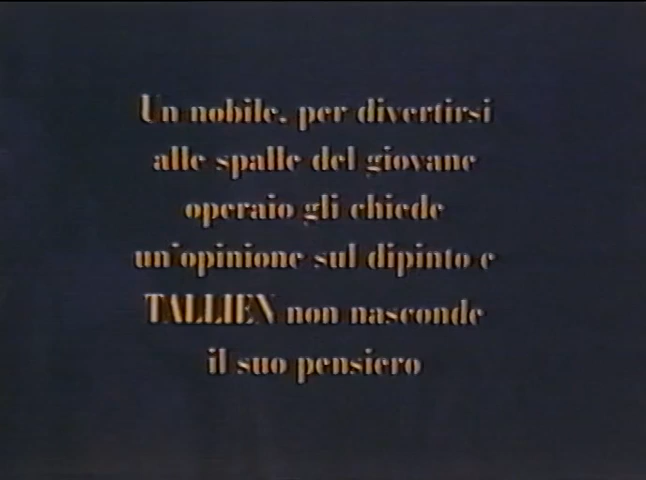 Un nobile, per divertirsi
alle spalle del giovane
operaio gli chiede
un'opinione sul dipinto e
TALLIEN non nasconde
il suo pensiero